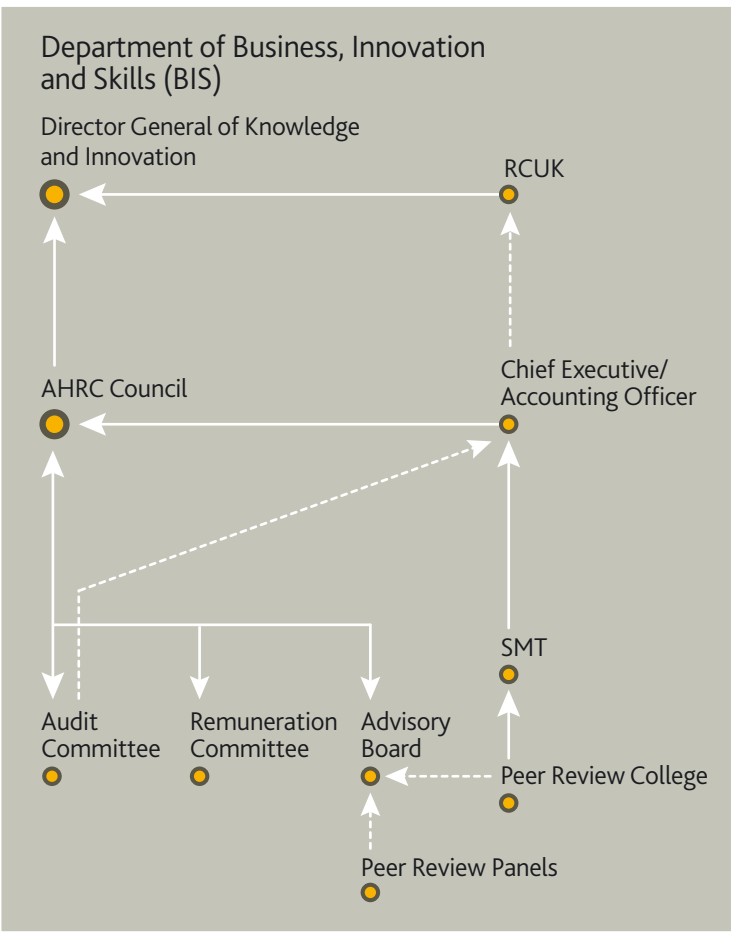 Department of Business, Innovation
and Skills (BIS)
Director General of Knowledge
and Innovation
RCUK
AHRC Council
Chief Executive/
Accounting Officer
SMT
Audit
Committee
Remuneration
Committee
Advisory
Board
Peer Review College
Peer Review Panels